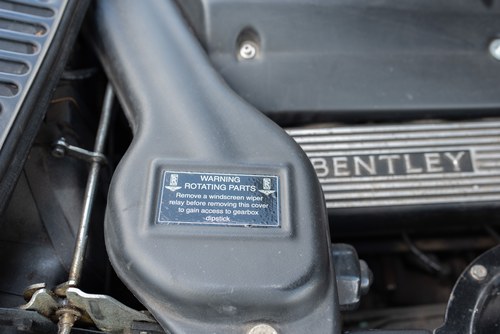 WARNING
ROTATING PARTS
Remove a windscreen wiper
relay before removing this cover
to gain access to gearbox
dipstick
BENTLEY